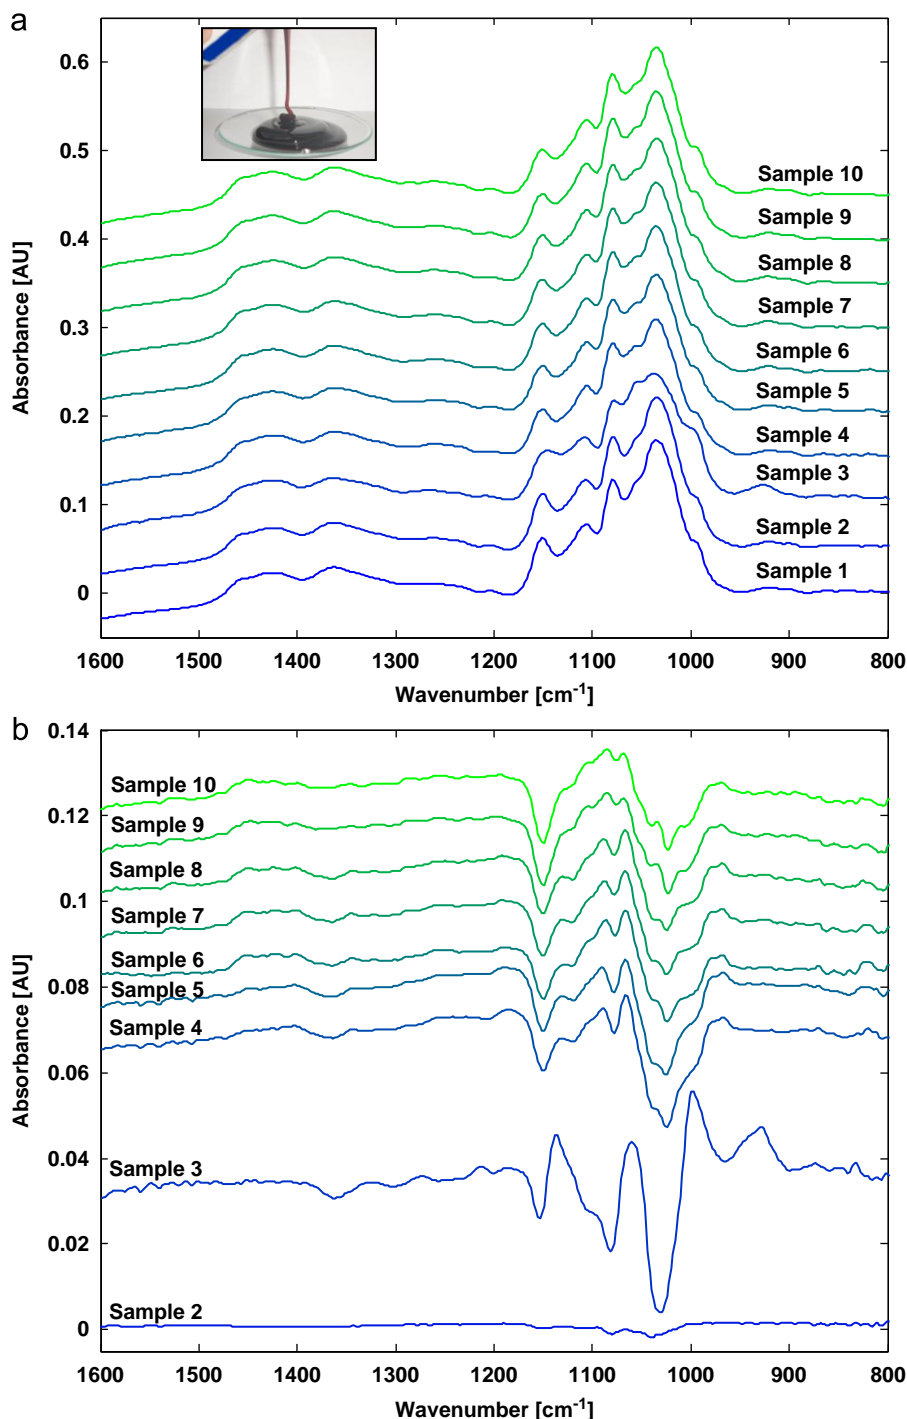 a
0.6
0.5
0.4
0.3
0.2
0.1
0
Absorbance [AU]
Sample 10
Sample 9
Sample 8
Sample 7
Sample 6
Sample 5
Sample 4
Sample 3
Sample 2
Sample 1
1600 1500 1400 1300 1200 1100 1000 900 800
Wavenumber [cm-1]
b
0.14
0.12
0.1
0.08
0.06
0.04
0.02
0
Absorbance [AU]
Sample 10
Sample 9
Sample 8
Sample 7
Sample 6
Sample 5
Sample 4
Sample 3
Sample 2
1600 1500 1400 1300 1200 1100 1000 900 800
Wavenumber [cm-1]